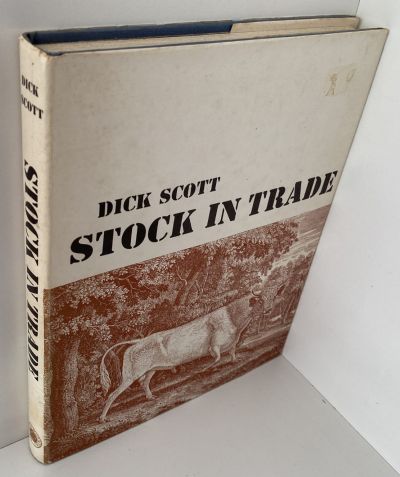 DICK SCOTT
STOCK IN TRADE
DICK
SCOTT
STOCK IN TRADE